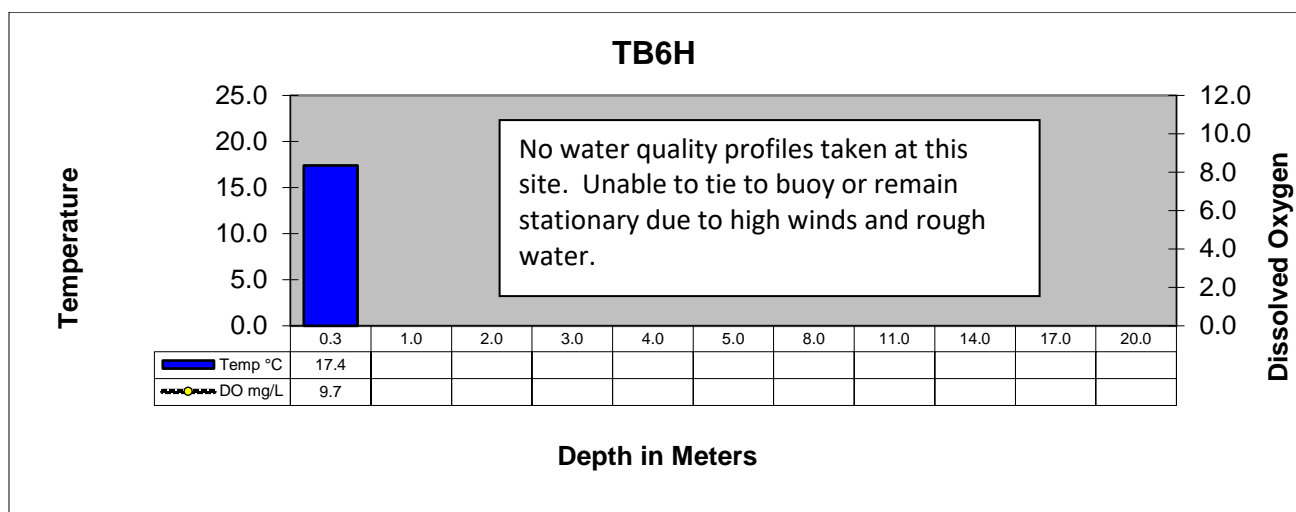 TB6H
Temperature
25.0
20.0
15.0
10.0
5.0
0.0
No water quality profiles taken at this
site.  Unable to tie to buoy or remain
stationary due to high winds and rough
water.
12.0
10.0
8.0
6.0
4.0
2.0
0.0
Dissolved Oxygen
0.3 1.0 2.0 3.0 4.0 5.0 8.0 11.0 14.0 17.0 20.0
Temp °C 17.4
DO mg/L 9.7
Depth in Meters